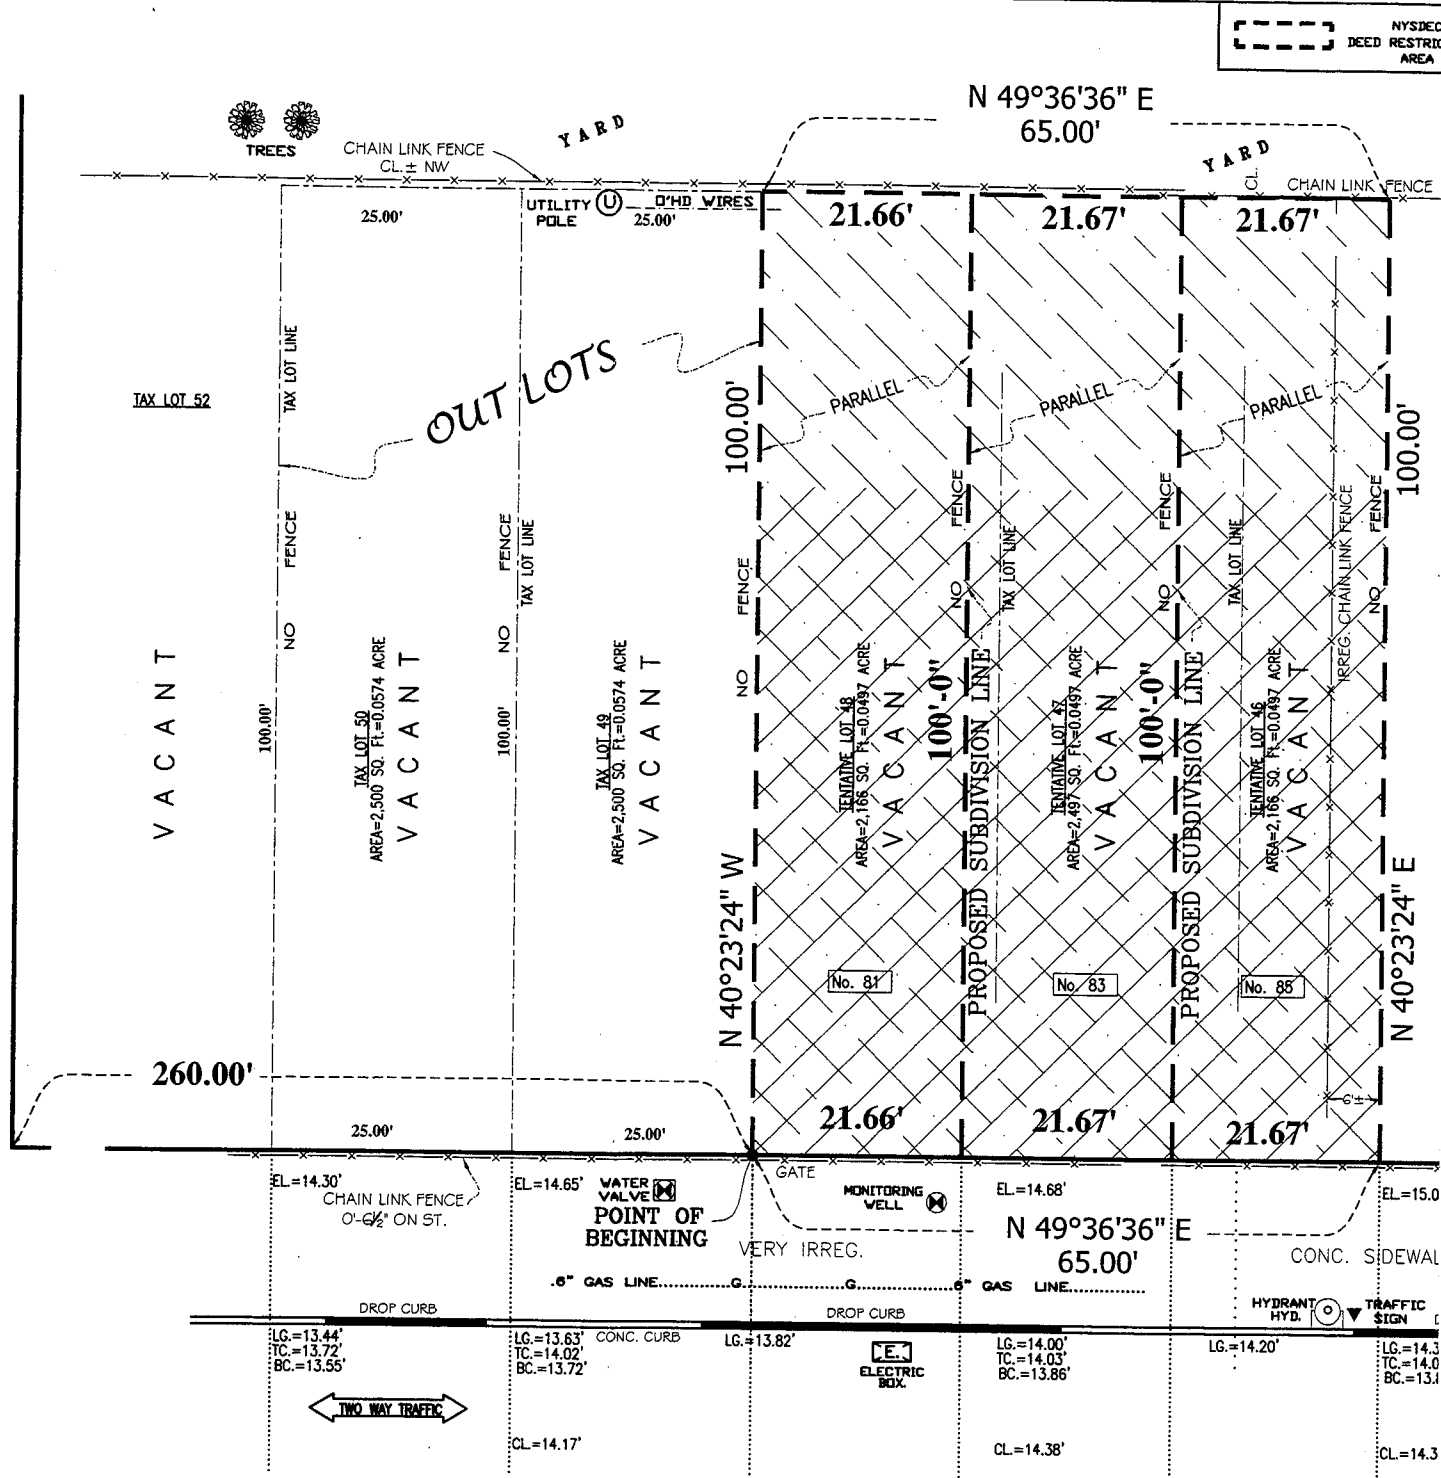 NYSDEC
DEED RESTRIC
AREA
N 49°36'36" E
65.00'
YARD
TREES
CHAIN LINK FENCE
CL.± NW
YARD
CL.
CHAIN LINK FENCE
UTILITY
POLE
U
O'HD WIRES
25.00'
25.00'
21.66'
21.67'
21.67'
TAX LOT LINE
OUT LOTS
TAX LOT 52
PARALLEL
PARALLEL
PARALLEL
100.00'
100.00'
NO FENCE
NO FENCE
TAX LOT LINE
NO FENCE
NO FENCE
TAX LOT LINE
NO FENCE
TAX LOT LINE
IRREG. CHAIN LINK FENCE
NO FENCE
VACANT
100.00'
TAX LOT 50
AREA=2,500 SQ. Ft.=0.0574 ACRE
VACANT
100.00'
TAX LOT 49
AREA=2,500 SQ. Ft.=0.0574 ACRE
VACANT
TENTATIVE LOT 48
AREA=2,166 SQ. Ft.=0.0497 ACRE
VACANT
100'-0"
PROPOSED SUBDIVISION LINE
TENTATIVE LOT 47
AREA=2,497 SQ. Ft.=0.0497 ACRE
VACANT
100'-0"
PROPOSED SUBDIVISION LINE
TENTATIVE LOT 46
AREA=2,166 SQ. Ft.=0.0497 ACRE
VACANT
N 40°23'24" W
N 40°23'24" E
No. 81
No. 83
No. 85
260.00'
6'±
25.00'
25.00'
21.66'
21.67'
21.67'
GATE
EL.=14.30'
CHAIN LINK FENCE
0'-6½" ON ST.
EL.=14.65'
WATER
VALVE
POINT OF
BEGINNING
MONITORING
WELL
EL.=14.68'
EL=15.0
N 49°36'36" E
65.00'
VERY IRREG.
CONC. SIDEWAL
.6" GAS LINE..............G....................G....................6" GAS LINE..............
DROP CURB
DROP CURB
HYDRANT
HYD.
TRAFFIC
SIGN
LG.=13.44'
TC.=13.72'
BC.=13.55'
LG.=13.63'
TC.=14.02'
BC.=13.72'
CONC. CURB
LG.=13.82'
E.
ELECTRIC
BOX.
LG.=14.00'
TC.=14.03'
BC.=13.86'
LG.=14.20'
LG.=14.3
TC.=14.0
BC.=13.
TWO WAY TRAFFIC
CL.=14.17'
CL.=14.38'
CL.=14.3